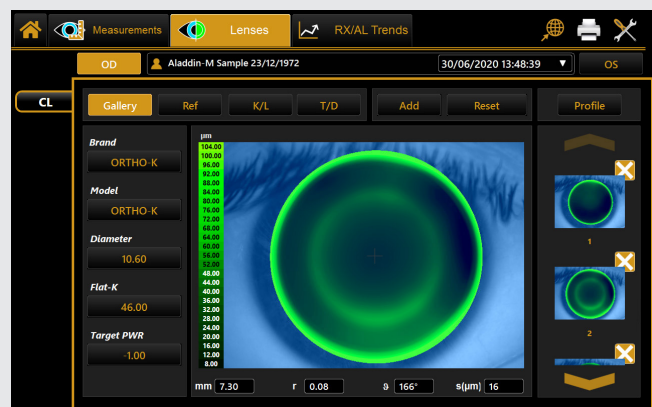 Measurements Lenses RX/AL Trends
OD Aladdin-M Sample 23/12/1972 30/06/2020 13:48:39 ▼ OS
CL Gallery Ref K/L T/D Add Reset Profile
Brand
ORTHO-K
Model
ORTHO-K
Diameter
10.60
Flat-K
46.00
Target PWR
-1.00
µm
104.00
100.00
96.00
92.00
88.00
84.00
80.00
76.00
72.00
68.00
64.00
60.00
56.00
52.00
48.00
44.00
40.00
36.00
32.00
28.00
24.00
20.00
16.00
12.00
8.00
mm 7.30 r 0.08 ϑ 166° s(µm) 16
1
2